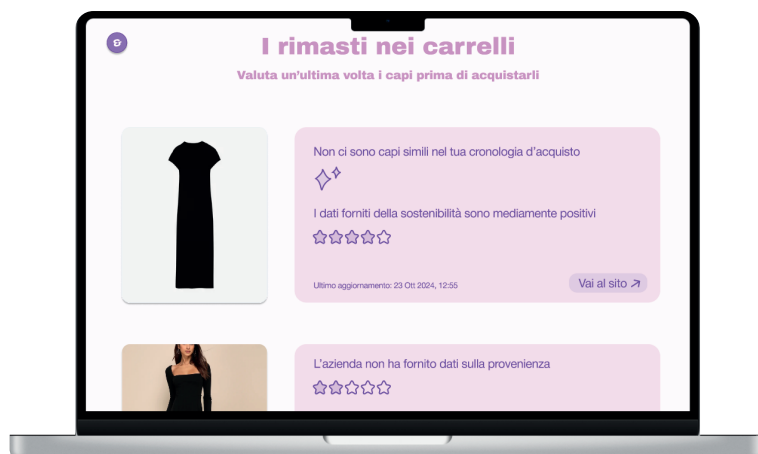 I rimasti nei carrelli
Valuta un'ultima volta i capi prima di acquistarli
Non ci sono capi simili nel tua cronologia d'acquisto
I dati forniti della sostenibilità sono mediamente positivi
Ultimo aggiornamento: 23 Ott 2024, 12:55
Vai al sito
L'azienda non ha fornito dati sulla provenienza